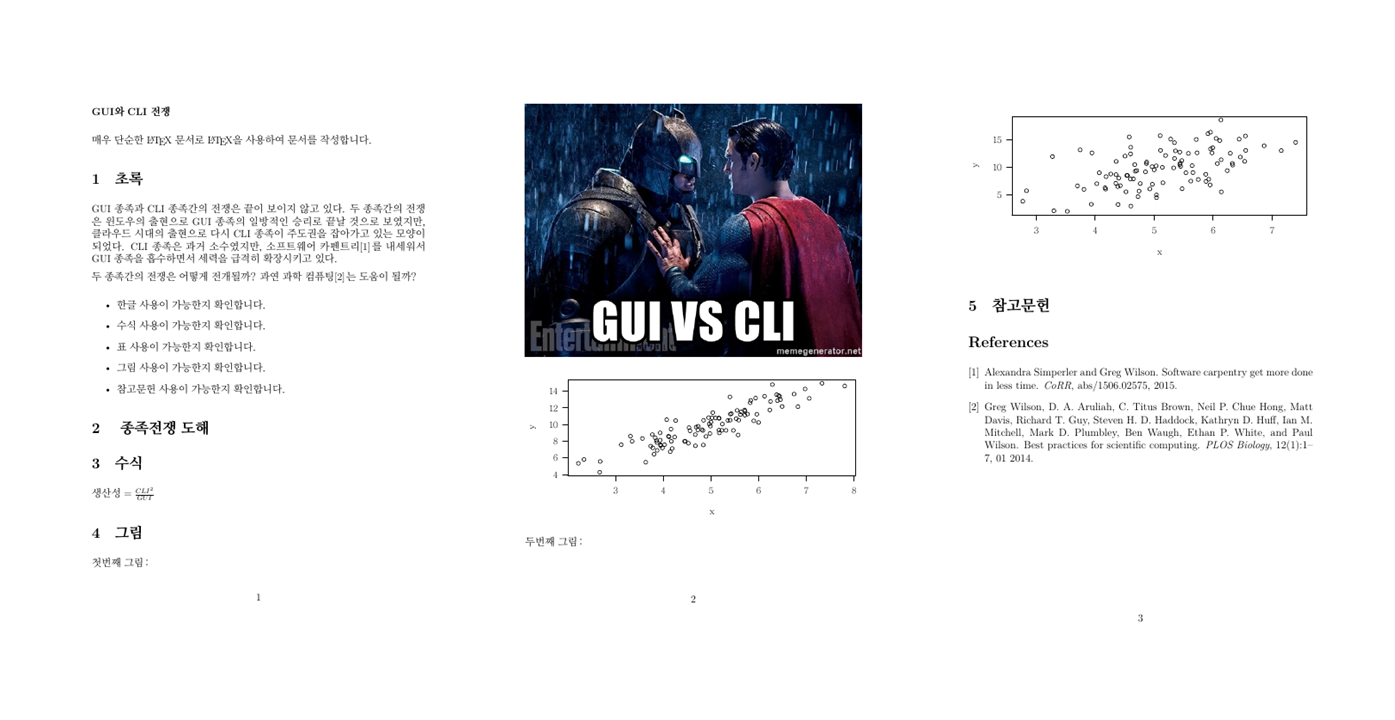 GUI와 CLI 전쟁
매우 단순한 LATEX 문서로 LATEX을 사용하여 문서를 작성합니다.
1 초록
GUI 종족과 CLI 종족간의 전쟁은 끝이 보이지 않고 있다. 두 종족간의 전쟁
은 윈도우의 출현으로 GUI 종족의 일방적인 승리로 끝날 것으로 보였지만,
클라우드 시대의 출현으로 다시 CLI 종족이 주도권을 잡아가고 있는 모양이
되었다. CLI 종족은 과거 소수였지만, 소프트웨어 카펜트리[1]를 내세워서
GUI 종족을 흡수하면서 세력을 급격히 확장시키고 있다.
두 종족간의 전쟁은 어떻게 전개될까? 과연 과학 컴퓨팅[2]는 도움이 될까?
• 한글 사용이 가능한지 확인합니다.
• 수식 사용이 가능한지 확인합니다.
• 표 사용이 가능한지 확인합니다.
• 그림 사용이 가능한지 확인합니다.
• 참고문헌 사용이 가능한지 확인합니다.
2 종족전쟁 도해
3 수식
생산성 = CLI²/GUI
4 그림
첫번째 그림 :
1
GUI VS CLI
memegenerator.net
14
12
10
8
6
4
y
3 4 5 6 7 8
x
두번째 그림 :
2
15
10
5
y
3 4 5 6 7
x
5 참고문헌
References
[1] Alexandra Simperler and Greg Wilson. Software carpentry get more done
in less time. CoRR, abs/1506.02575, 2015.
[2] Greg Wilson, D. A. Aruliah, C. Titus Brown, Neil P. Chue Hong, Matt
Davis, Richard T. Guy, Steven H. D. Haddock, Kathryn D. Huff, Ian M.
Mitchell, Mark D. Plumbley, Ben Waugh, Ethan P. White, and Paul
Wilson. Best practices for scientific computing. PLOS Biology, 12(1):1–
7, 01 2014.
3